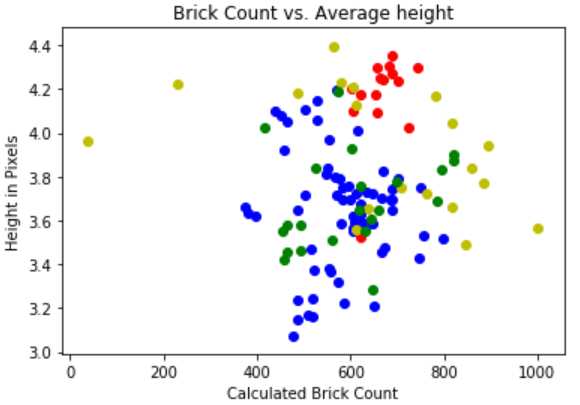 Brick Count vs. Average height
4.4
4.2
4.0
3.8
3.6
3.4
3.2
3.0
Height in Pixels
0 200 400 600 800 1000
Calculated Brick Count